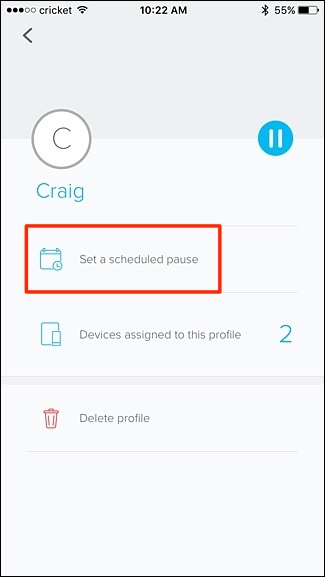 cricket 10:22 AM 55%
C
Craig
Set a scheduled pause
Devices assigned to this profile 2
Delete profile